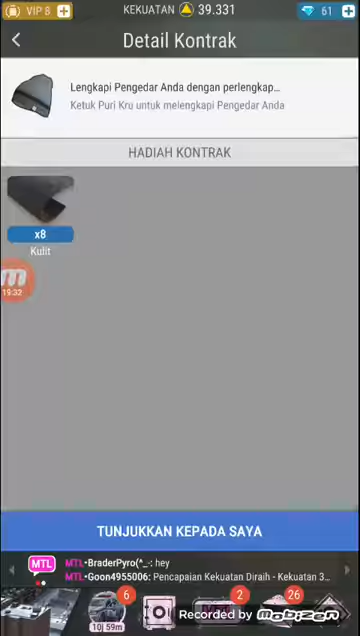 VIP 8
KEKUATAN 39.331
61
Detail Kontrak
Lengkapi Pengedar Anda dengan perlengkap...
Ketuk Puri Kru untuk melengkapi Pengedar Anda
HADIAH KONTRAK
x8
Kulit
19:32
TUNJUKKAN KEPADA SAYA
MTL MTL•BraderPyro(^_-: hey
MTL•Goon4955006: Pencapaian Kekuatan Diraih - Kekuatan 3...
6
2
26
10j 59m
Recorded by Mobizen